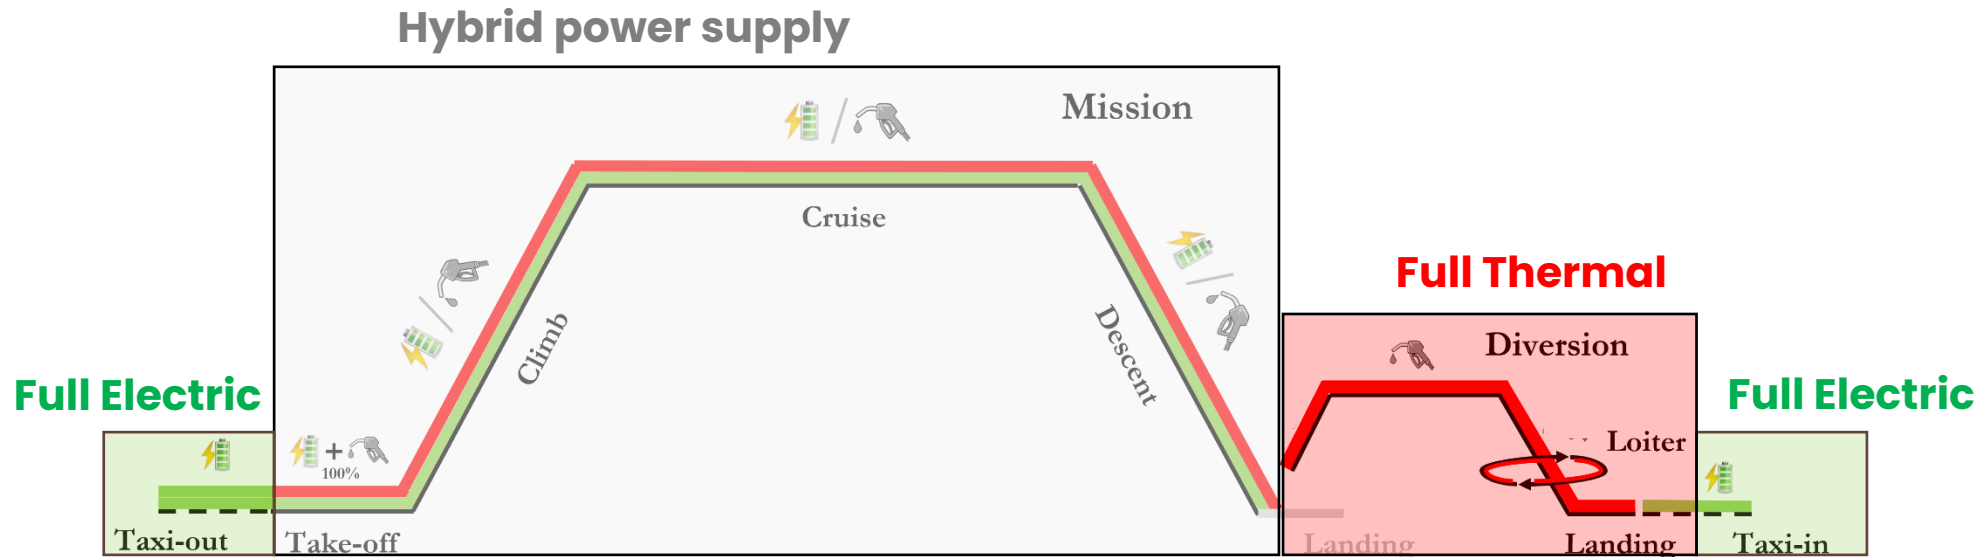 Hybrid power supply
Mission
Cruise
Climb
Descent
Full Thermal
Diversion
Full Electric
Full Electric
Loiter
100%
Taxi-out
Take-off
Landing
Landing
Taxi-in